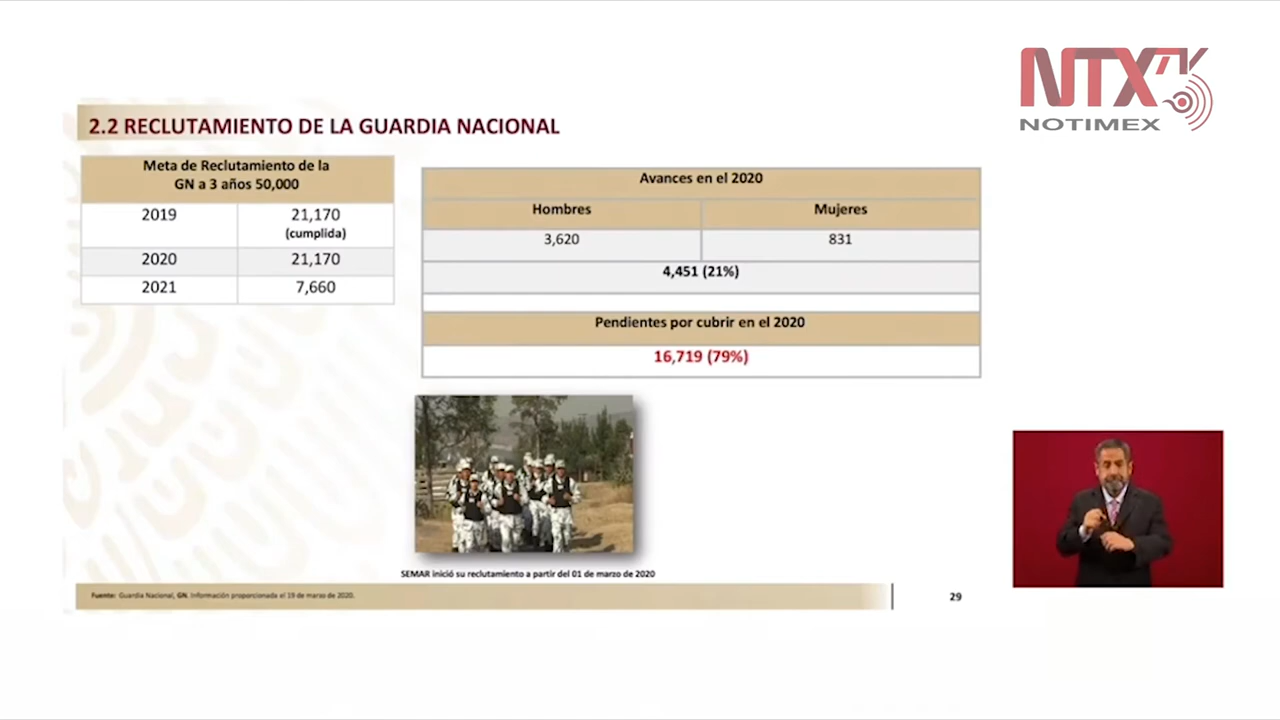 NTX TV
NOTIMEX
2.2 RECLUTAMIENTO DE LA GUARDIA NACIONAL
Meta de Reclutamiento de la
GN a 3 años 50,000
2019 21,170
(cumplida)
2020 21,170
2021 7,660
Avances en el 2020
Hombres Mujeres
3,620 831
4,451 (21%)
Pendientes por cubrir en el 2020
16,719 (79%)
SEMAR inició su reclutamiento a partir del 01 de marzo de 2020
Fuente: Guardia Nacional, GN. Información proporcionada el 19 de marzo de 2020.
29